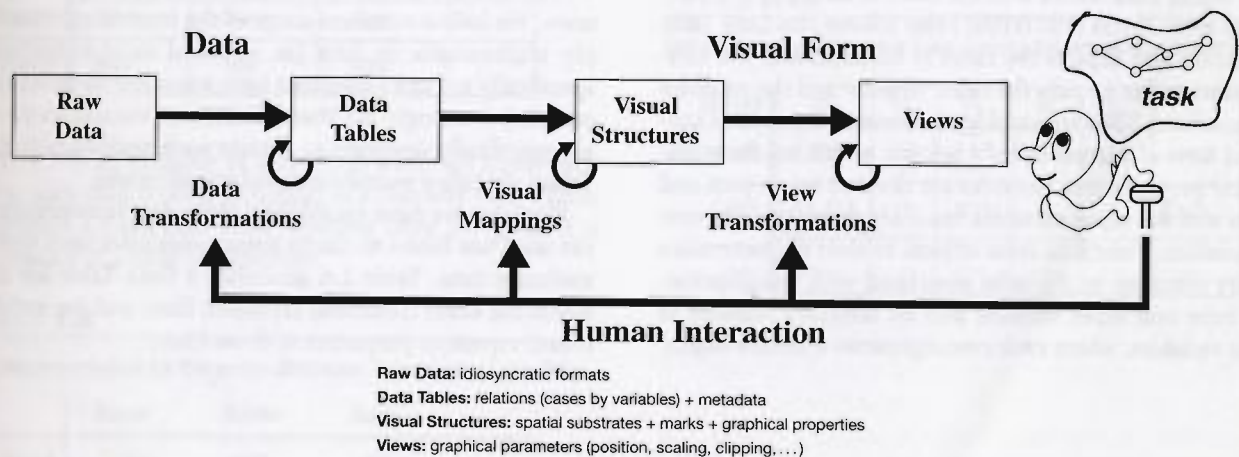 Data
Visual Form
task
Raw
Data
Data
Tables
Visual
Structures
Views
Data
Transformations
Visual
Mappings
View
Transformations
Human Interaction
Raw Data: idiosyncratic formats
Data Tables: relations (cases by variables) + metadata
Visual Structures: spatial substrates + marks + graphical properties
Views: graphical parameters (position, scaling, clipping, . . . )